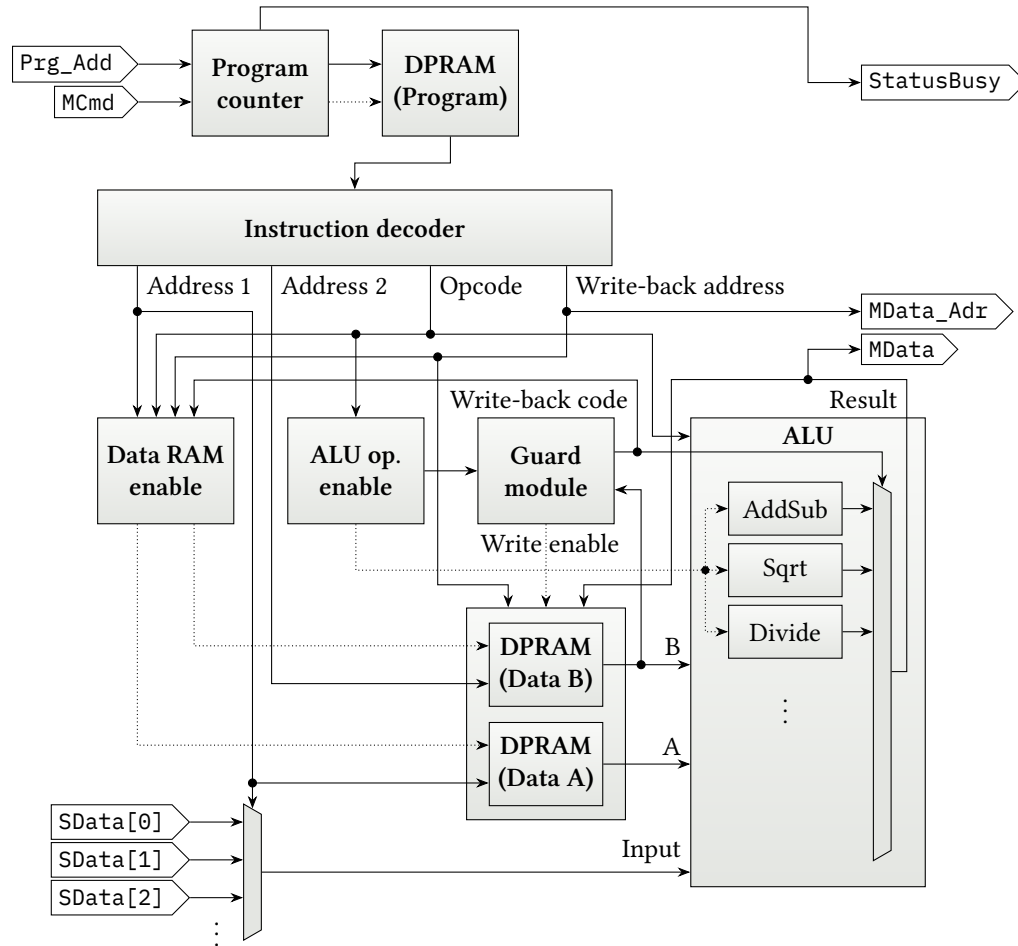 Prg_Add
MCmd
Program
counter
DPRAM
(Program)
StatusBusy
Instruction decoder
Address 1
Address 2
Opcode
Write-back address
MData_Adr
MData
Write-back code
Result
Data RAM
enable
ALU op.
enable
Guard
module
ALU
AddSub
Write enable
Sqrt
Divide
DPRAM
(Data B)
B
DPRAM
(Data A)
A
SData[0]
SData[1]
SData[2]
Input